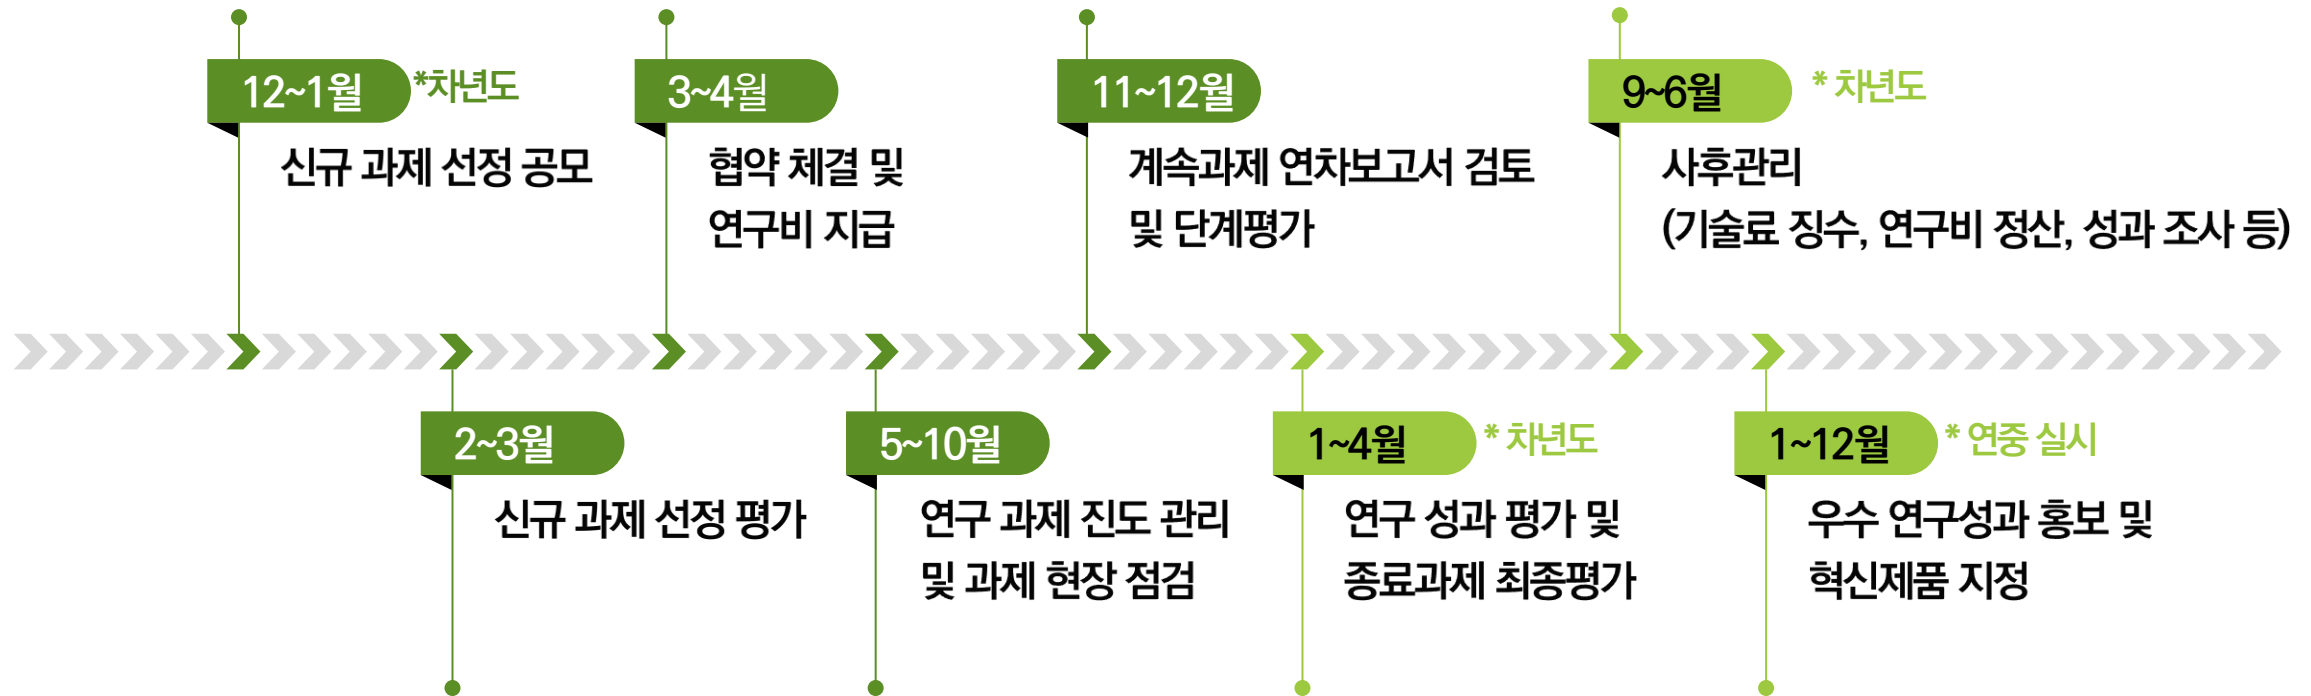 12~1월 *차년도
신규 과제 선정 공모
3~4월
협약 체결 및
연구비 지급
11~12월
계속과제 연차보고서 검토
및 단계평가
9~6월 * 차년도
사후관리
(기술료 징수, 연구비 정산, 성과 조사 등)
2~3월
신규 과제 선정 평가
5~10월
연구 과제 진도 관리
및 과제 현장 점검
1~4월 * 차년도
연구 성과 평가 및
종료과제 최종평가
1~12월 * 연중 실시
우수 연구성과 홍보 및
혁신제품 지정